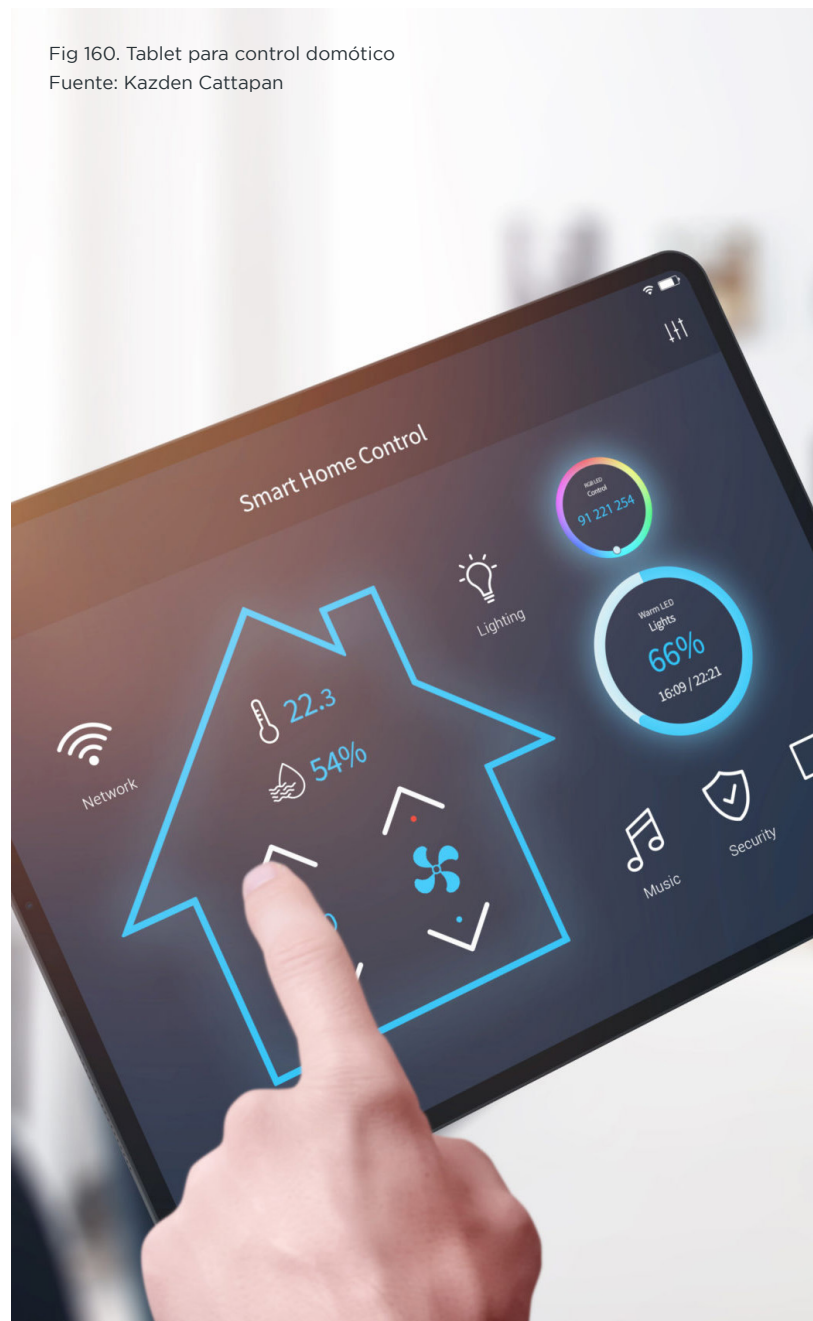 Fig 160. Tablet para control domótico
Fuente: Kazden Cattapan
Smart Home Control
RGB LED
Control
91 221 254
Lighting
Warm LED
Lights
66%
16:09 / 22:21
22.3
54%
Network
Music
Security